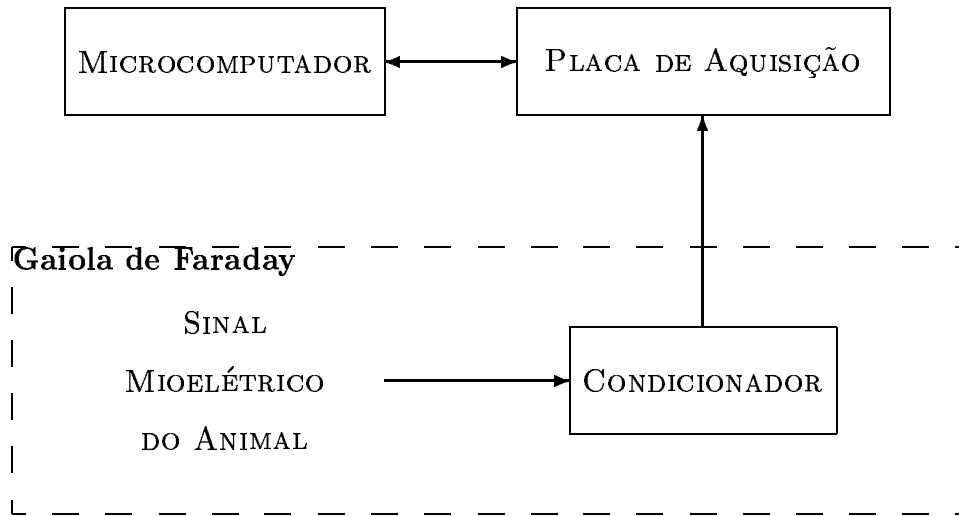 Microcomputador
Placa de Aquisição
Gaiola de Faraday
Sinal
Mioelétrico
do Animal
Condicionador